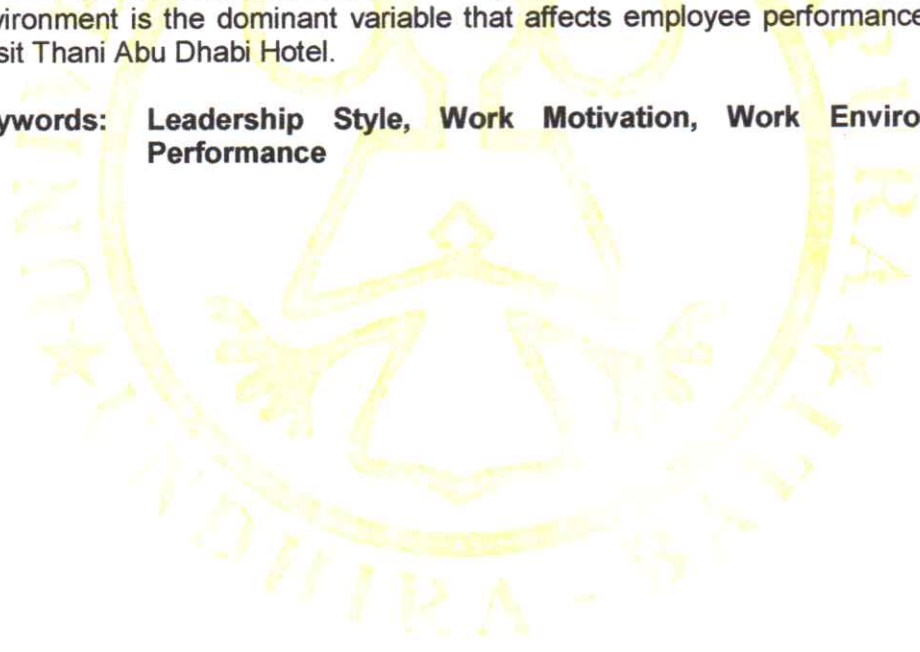 vironment is the dominant variable that affects employee performance
sit Thani Abu Dhabi Hotel.
ywords: Leadership Style, Work Motivation, Work Enviro
Performance